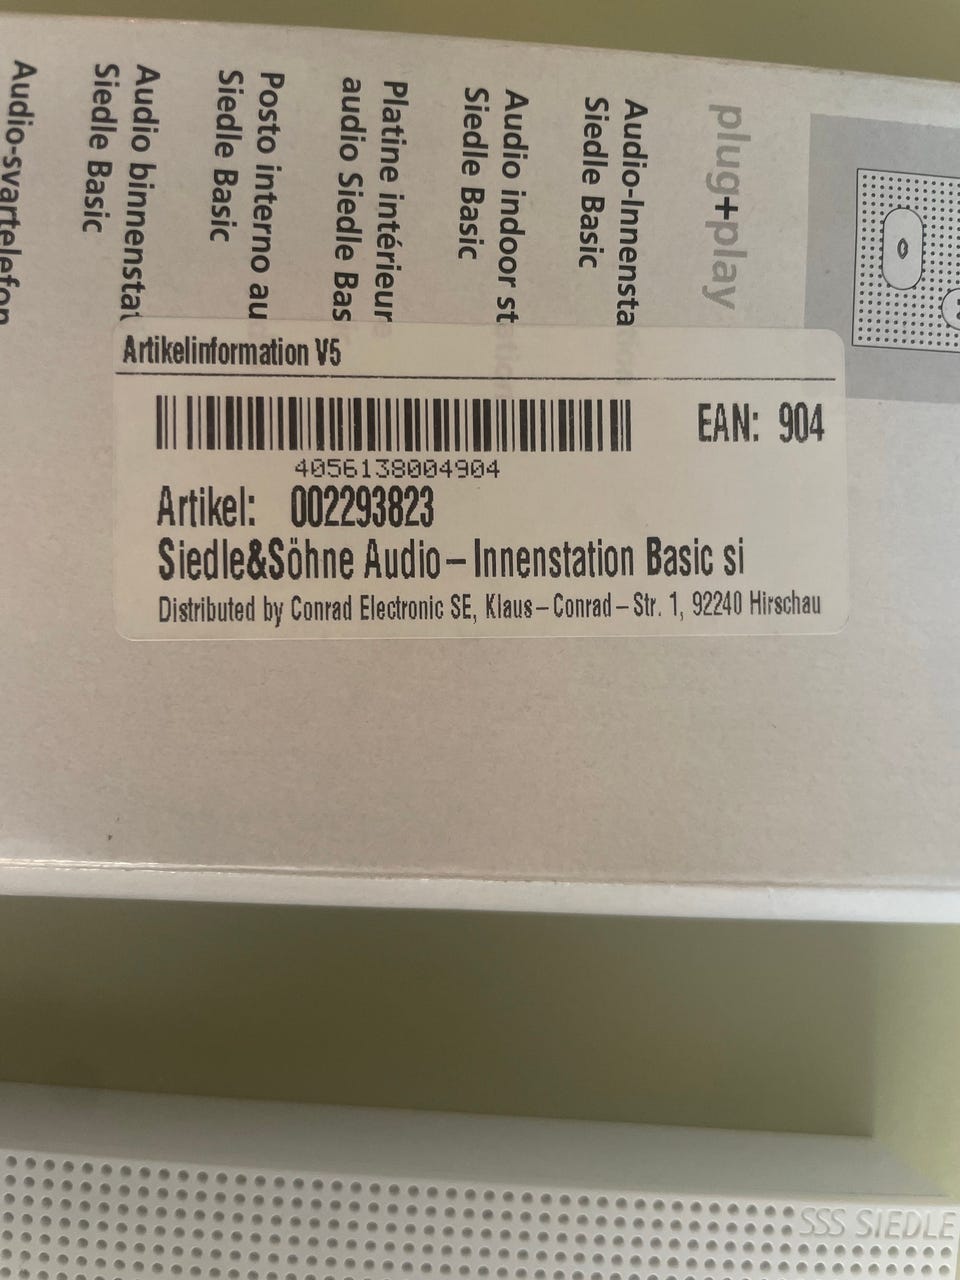 plug+play
Audio-Innensta
Siedle Basic
Audio indoor st
Siedle Basic
Platine intérieur
audio Siedle Bas
Posto interno au
Siedle Basic
Audio binnenstat
Siedle Basic
Audio-svartelefon
Artikelinformation V5
EAN: 904
4056138004904
Artikel: 002293823
Siedle&Söhne Audio–Innenstation Basic si
Distributed by Conrad Electronic SE, Klaus–Conrad–Str. 1, 92240 Hirschau
SSS SIEDLE